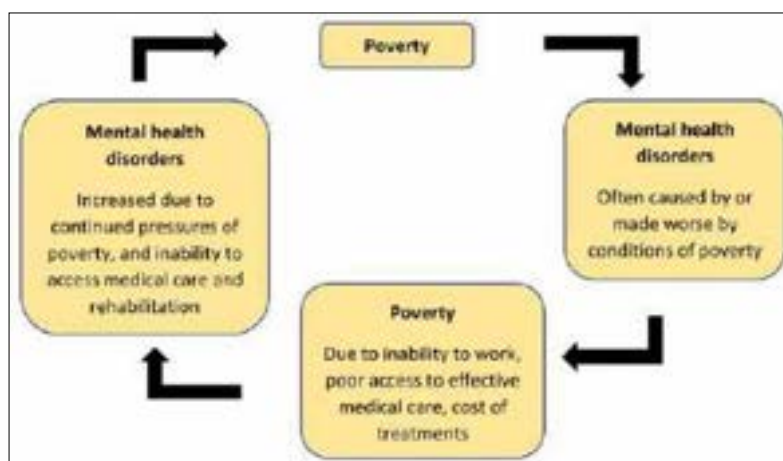 Poverty
Mental health
disorders
Often caused by or
made worse by
conditions of poverty
Poverty
Due to inability to work,
poor access to effective
medical care, cost of
treatments
Mental health
disorders
Increased due to
continued pressures of
poverty, and inability to
access medical care and
rehabilitation